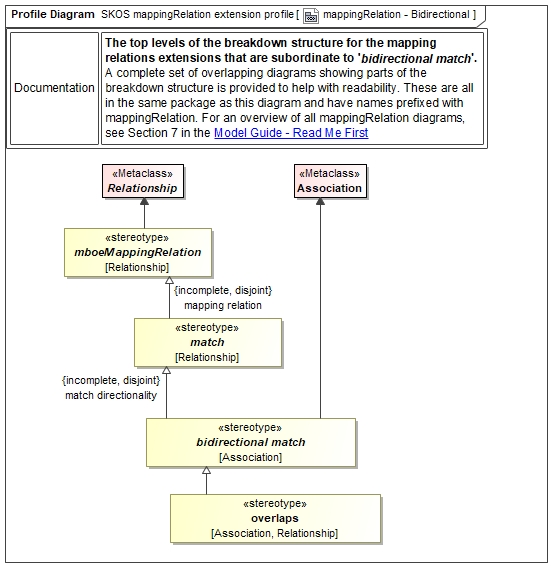 Profile Diagram SKOS mappingRelation extension profile [ mappingRelation - Bidirectional ]
The top levels of the breakdown structure for the mapping
relations extensions that are subordinate to 'bidirectional match'.
A complete set of overlapping diagrams showing parts of the
Documentation
breakdown structure is provided to help with readability. These are all
in the same package as this diagram and have names prefixed with
mappingRelation. For an overview of all mappingRelation diagrams,
see Section 7 in the Model Guide - Read Me First
«Metaclass»
Relationship
«Metaclass»
Association
«stereotype»
mboeMappingRelation
[Relationship]
{incomplete, disjoint}
mapping relation
«stereotype»
match
[Relationship]
{incomplete, disjoint}
match directionality
«stereotype»
bidirectional match
[Association]
«stereotype»
overlaps
[Association, Relationship]